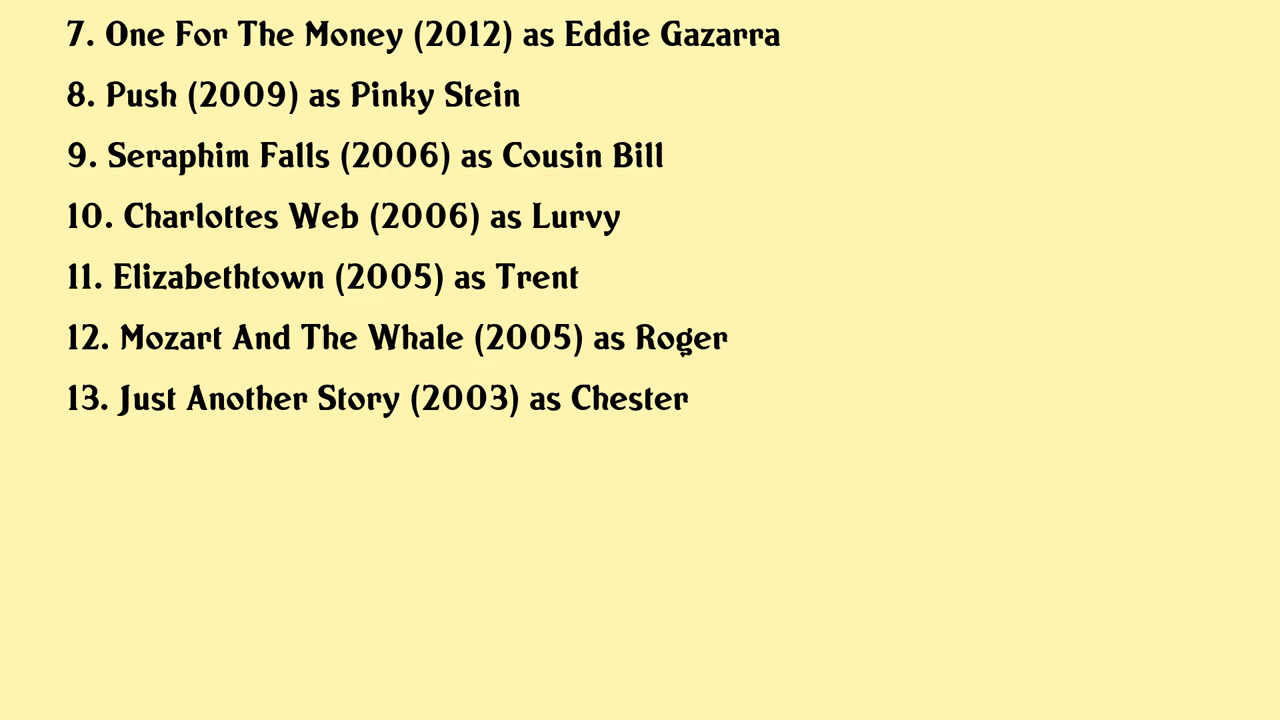 7. One For The Money (2012) as Eddie Gazarra
8. Push (2009) as Pinky Stein
9. Seraphim Falls (2006) as Cousin Bill
10. Charlottes Web (2006) as Lurvy
11. Elizabethtown (2005) as Trent
12. Mozart And The Whale (2005) as Roger
13. Just Another Story (2003) as Chester